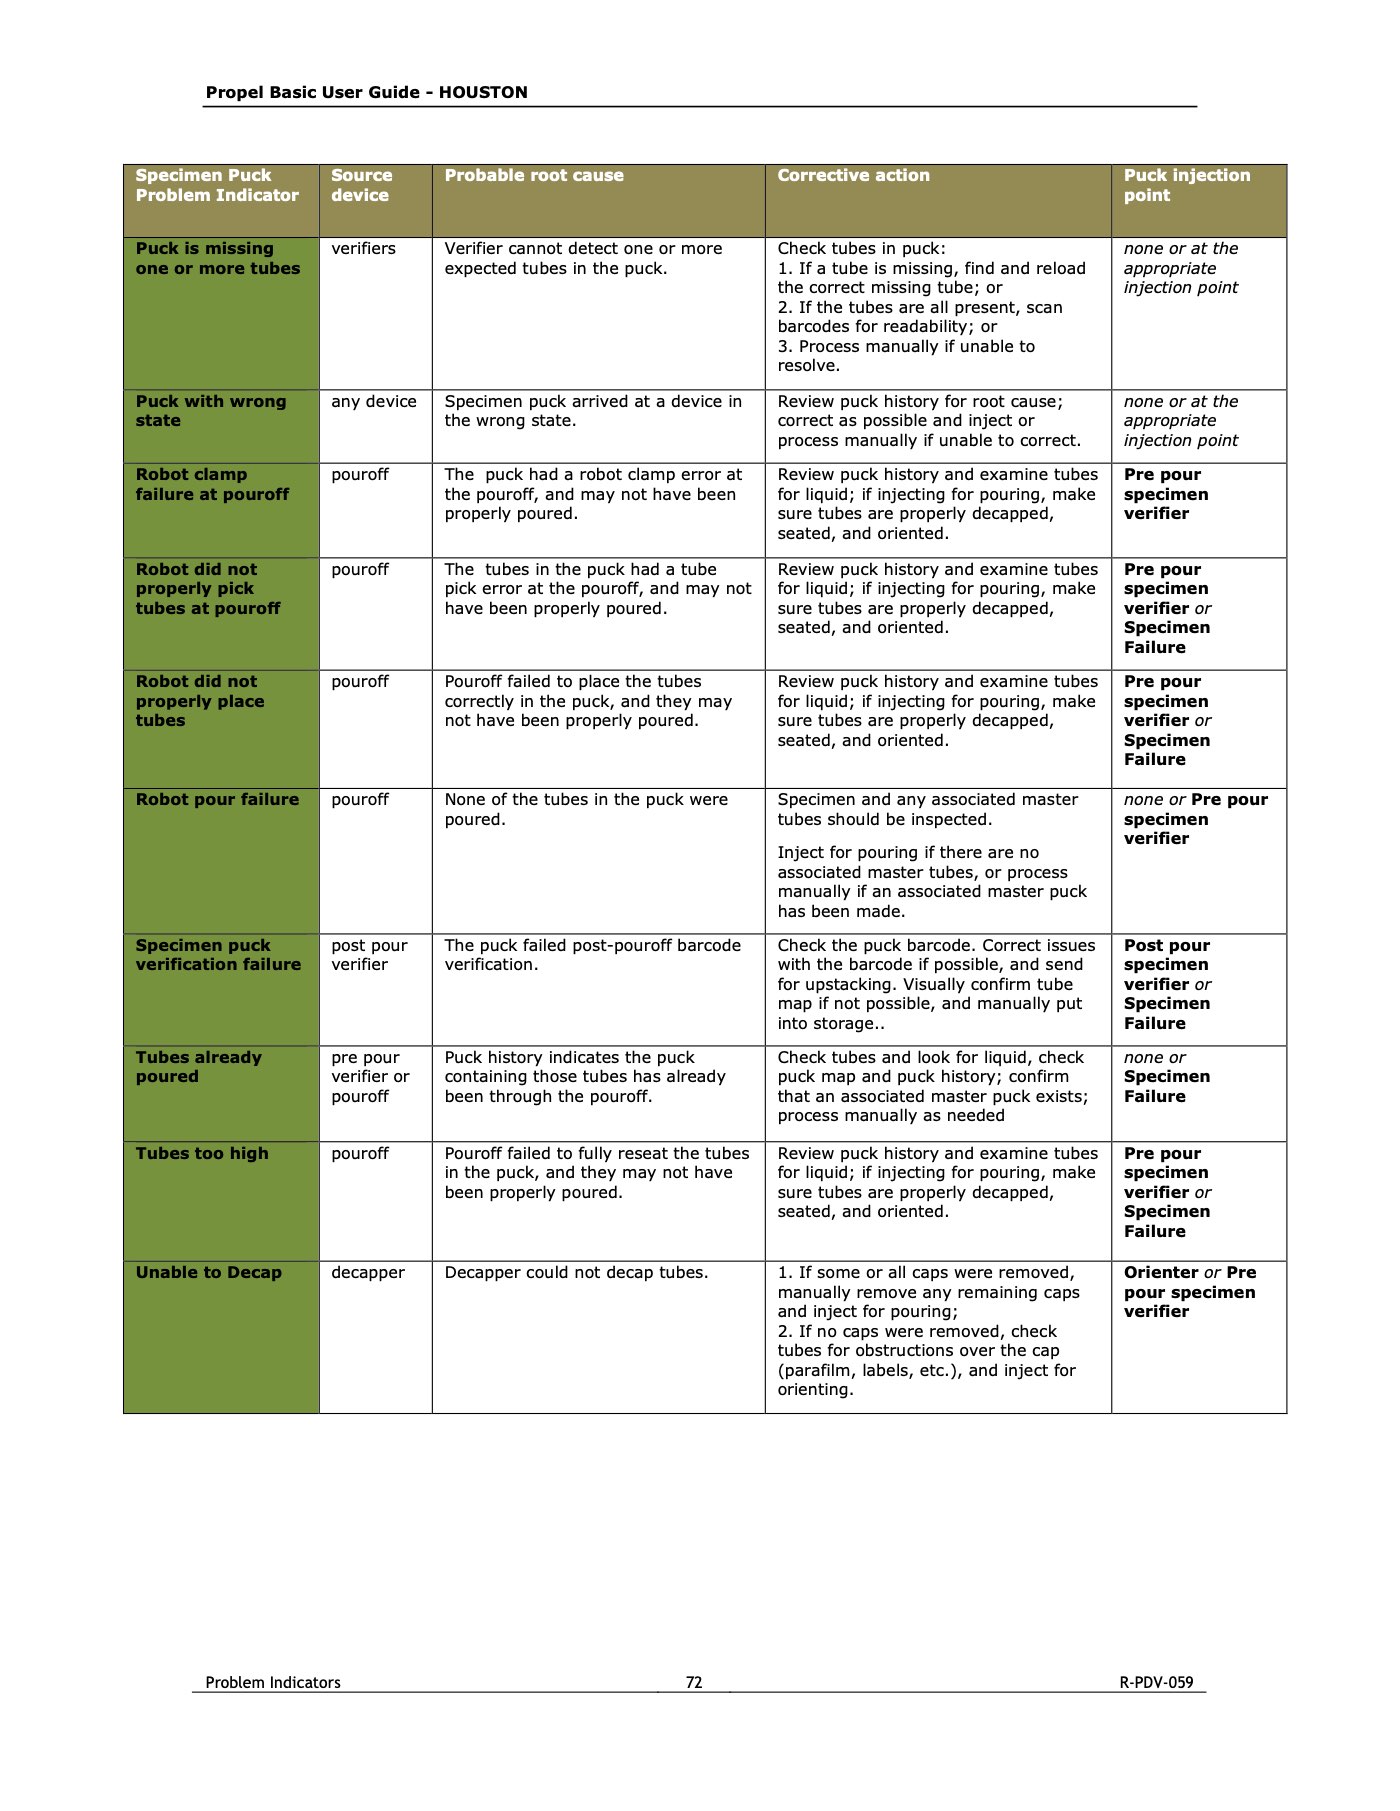 Propel Basic User Guide - HOUSTON
Specimen Puck
Problem Indicator
Source
device
Probable root cause
Corrective action
Puck injection
point
Puck is missing
one or more tubes
verifiers
Verifier cannot detect one or more
expected tubes in the puck.
Check tubes in puck:
1. If a tube is missing, find and reload
the correct missing tube; or
2. If the tubes are all present, scan
barcodes for readability; or
3. Process manually if unable to
resolve.
none or at the
appropriate
injection point
Puck with wrong
state
any device
Specimen puck arrived at a device in
the wrong state.
Review puck history for root cause;
correct as possible and inject or
process manually if unable to correct.
none or at the
appropriate
injection point
Robot clamp
failure at pouroff
pouroff
The  puck had a robot clamp error at
the pouroff, and may not have been
properly poured.
Review puck history and examine tubes
for liquid; if injecting for pouring, make
sure tubes are properly decapped,
seated, and oriented.
Pre pour
specimen
verifier
Robot did not
properly pick
tubes at pouroff
pouroff
The  tubes in the puck had a tube
pick error at the pouroff, and may not
have been properly poured.
Review puck history and examine tubes
for liquid; if injecting for pouring, make
sure tubes are properly decapped,
seated, and oriented.
Pre pour
specimen
verifier or
Specimen
Failure
Robot did not
properly place
tubes
pouroff
Pouroff failed to place the tubes
correctly in the puck, and they may
not have been properly poured.
Review puck history and examine tubes
for liquid; if injecting for pouring, make
sure tubes are properly decapped,
seated, and oriented.
Pre pour
specimen
verifier or
Specimen
Failure
Robot pour failure
pouroff
None of the tubes in the puck were
poured.
Specimen and any associated master
tubes should be inspected.
Inject for pouring if there are no
associated master tubes, or process
manually if an associated master puck
has been made.
none or Pre pour
specimen
verifier
Specimen puck
verification failure
post pour
verifier
The puck failed post-pouroff barcode
verification.
Check the puck barcode. Correct issues
with the barcode if possible, and send
for upstacking. Visually confirm tube
map if not possible, and manually put
into storage..
Post pour
specimen
verifier or
Specimen
Failure
Tubes already
poured
pre pour
verifier or
pouroff
Puck history indicates the puck
containing those tubes has already
been through the pouroff.
Check tubes and look for liquid, check
puck map and puck history; confirm
that an associated master puck exists;
process manually as needed
none or
Specimen
Failure
Tubes too high
pouroff
Pouroff failed to fully reseat the tubes
in the puck, and they may not have
been properly poured.
Review puck history and examine tubes
for liquid; if injecting for pouring, make
sure tubes are properly decapped,
seated, and oriented.
Pre pour
specimen
verifier or
Specimen
Failure
Unable to Decap
decapper
Decapper could not decap tubes.
1. If some or all caps were removed,
manually remove any remaining caps
and inject for pouring;
2. If no caps were removed, check
tubes for obstructions over the cap
(parafilm, labels, etc.), and inject for
orienting.
Orienter or Pre
pour specimen
verifier
Problem Indicators
72
R-PDV-059